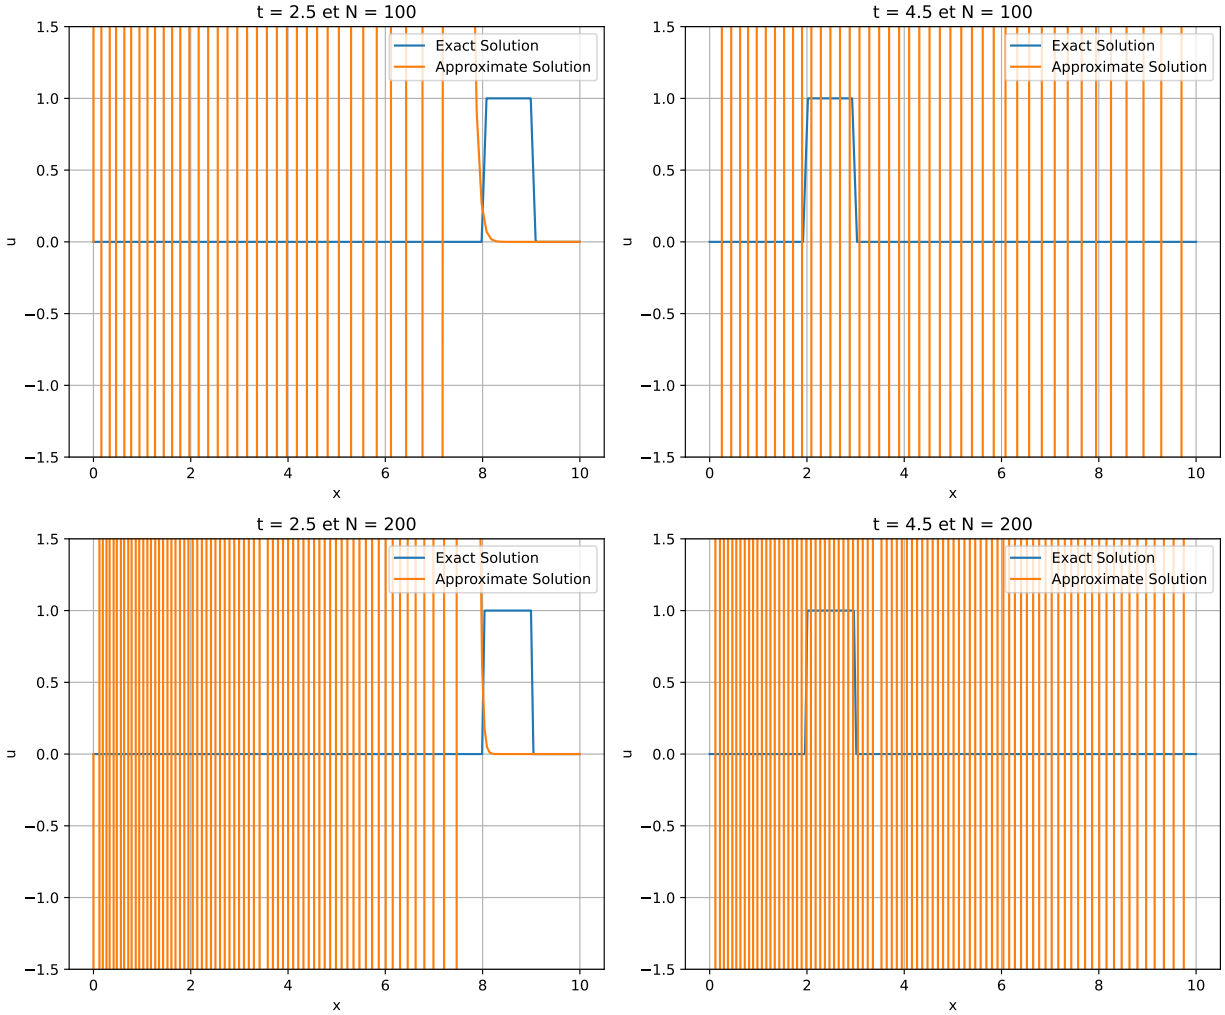 t = 2.5 et N = 100
1.5
1.0
0.5
0.0
−0.5
−1.0
−1.5
u
0 2 4 6 8 10
x
Exact Solution
Approximate Solution
t = 4.5 et N = 100
1.5
1.0
0.5
0.0
−0.5
−1.0
−1.5
u
0 2 4 6 8 10
x
Exact Solution
Approximate Solution
t = 2.5 et N = 200
1.5
1.0
0.5
0.0
−0.5
−1.0
−1.5
u
0 2 4 6 8 10
x
Exact Solution
Approximate Solution
t = 4.5 et N = 200
1.5
1.0
0.5
0.0
−0.5
−1.0
−1.5
u
0 2 4 6 8 10
x
Exact Solution
Approximate Solution